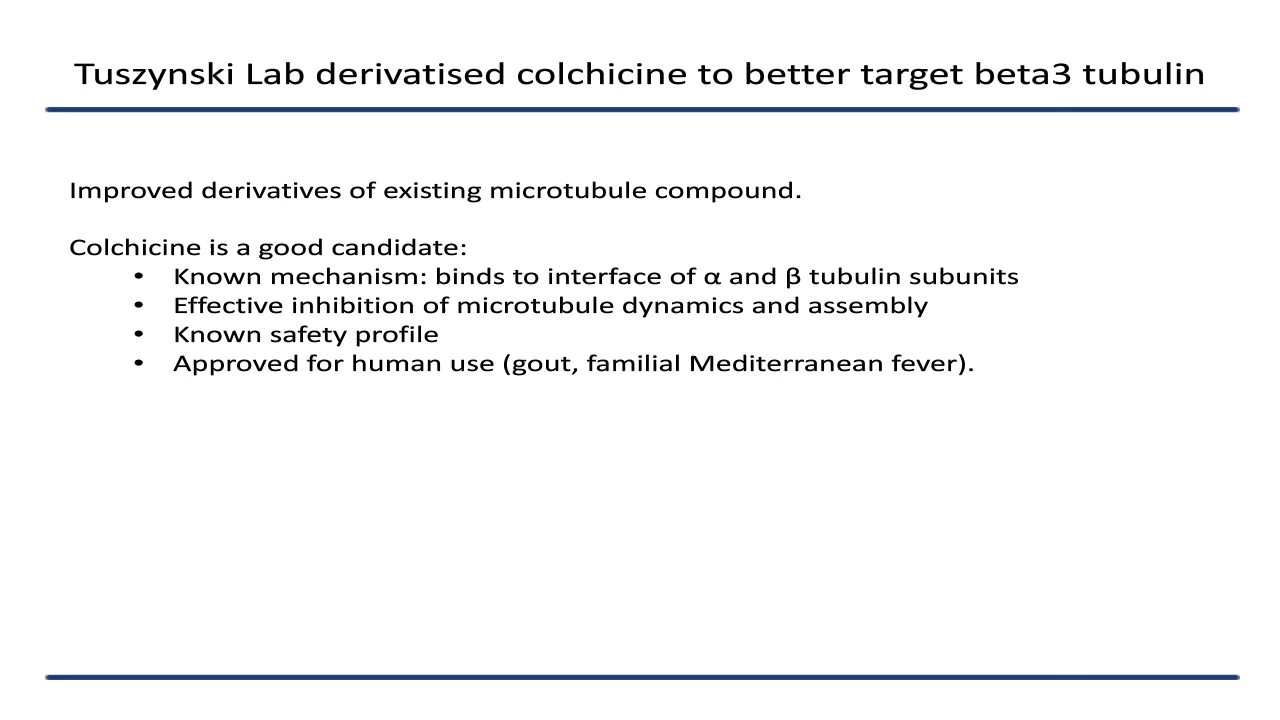 Tuszynski Lab derivatised colchicine to better target beta3 tubulin
Improved derivatives of existing microtubule compound.
Colchicine is a good candidate:
• Known mechanism: binds to interface of α and β tubulin subunits
• Effective inhibition of microtubule dynamics and assembly
• Known safety profile
• Approved for human use (gout, familial Mediterranean fever).